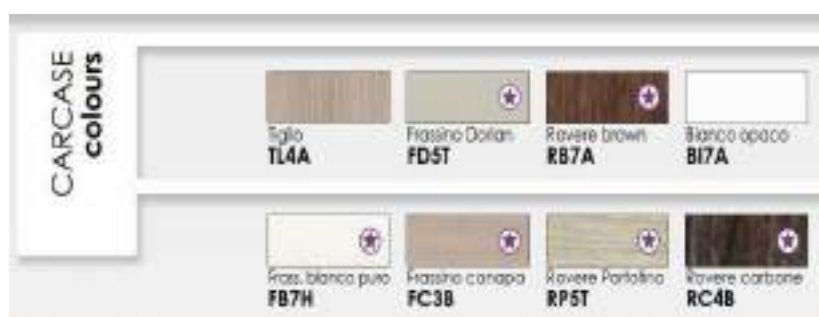 CARCASE
colours
Tiglio
TL4A
Frassino Dorian
FD5T
Rovere brown
RB7A
Bianco opaco
BI7A
Frass. bianco puro
FB7H
Frassino canapa
FC3B
Rovere Portofino
RP5T
Rovere carbone
RC4B